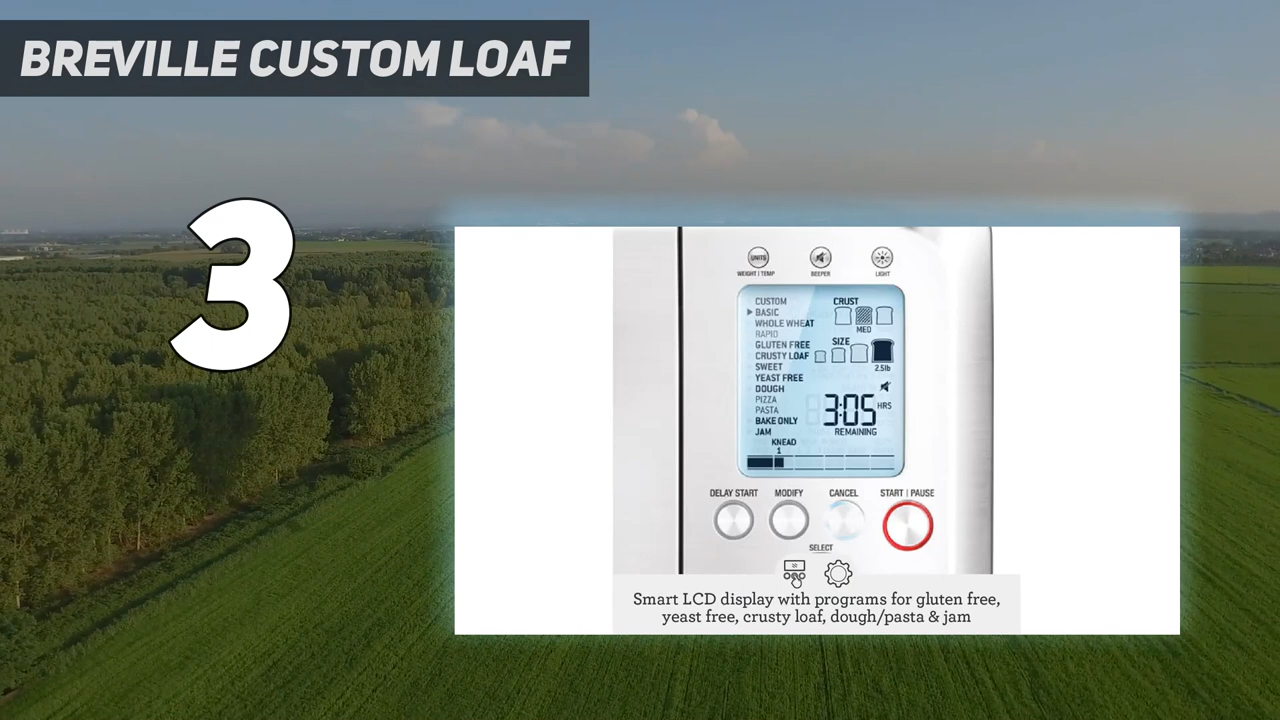 BREVILLE CUSTOM LOAF
3
UNITS
WEIGHT | TEMP
BEEPER
LIGHT
CUSTOM
BASIC
WHOLE WHEAT
RAPID
GLUTEN FREE
CRUSTY LOAF
SWEET
YEAST FREE
DOUGH
PIZZA
PASTA
BAKE ONLY
JAM
CRUST
MED
SIZE
2.5lb
3:05 HRS
REMAINING
KNEAD
1
DELAY START MODIFY CANCEL START | PAUSE
SELECT
Smart LCD display with programs for gluten free,
yeast free, crusty loaf, dough/pasta & jam